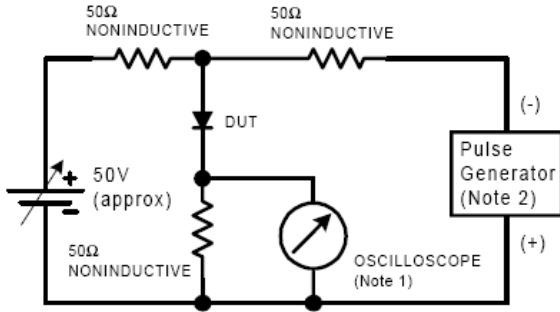 50Ω
NONINDUCTIVE
50Ω
NONINDUCTIVE
(-)
DUT
Pulse
Generator
(Note 2)
+
50V
(approx)
-
(+)
50Ω
NONINDUCTIVE
OSCILLOSCOPE
(Note 1)